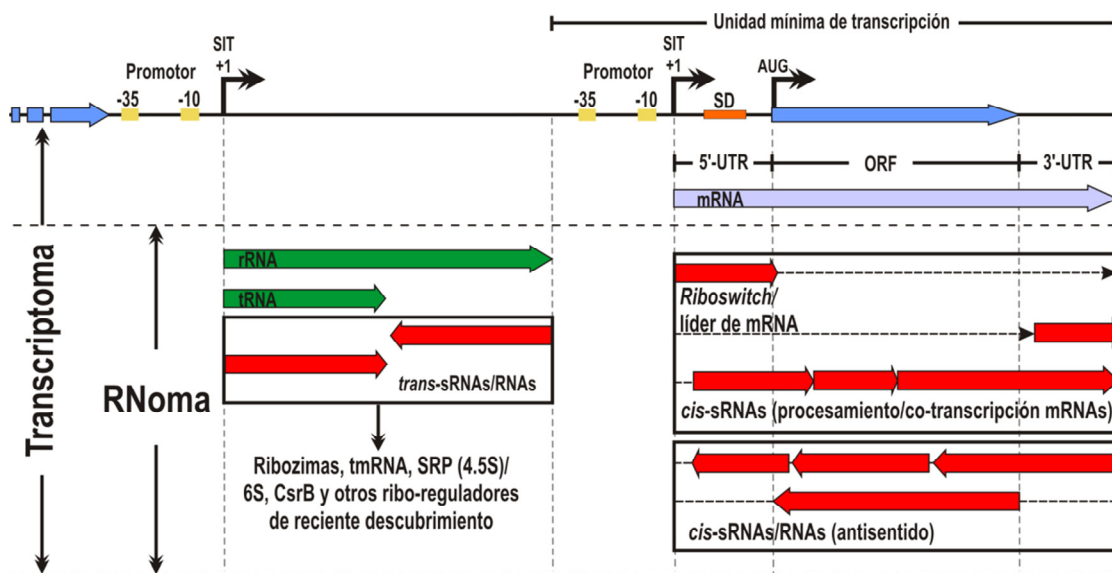 Unidad mínima de transcripción
SIT
+1
Promotor
-35
-10
SIT
+1
Promotor
-35
-10
SD
AUG
5'-UTR
ORF
3'-UTR
mRNA
Transcriptoma
RNoma
rRNA
tRNA
trans-sRNAs/RNAs
Ribozimas, tmRNA, SRP (4.5S)/
6S, CsrB y otros ribo-reguladores
de reciente descubrimiento
Riboswitch/
líder de mRNA
cis-sRNAs (procesamiento/co-transcripción mRNAs)
cis-sRNAs/RNAs (antisentido)